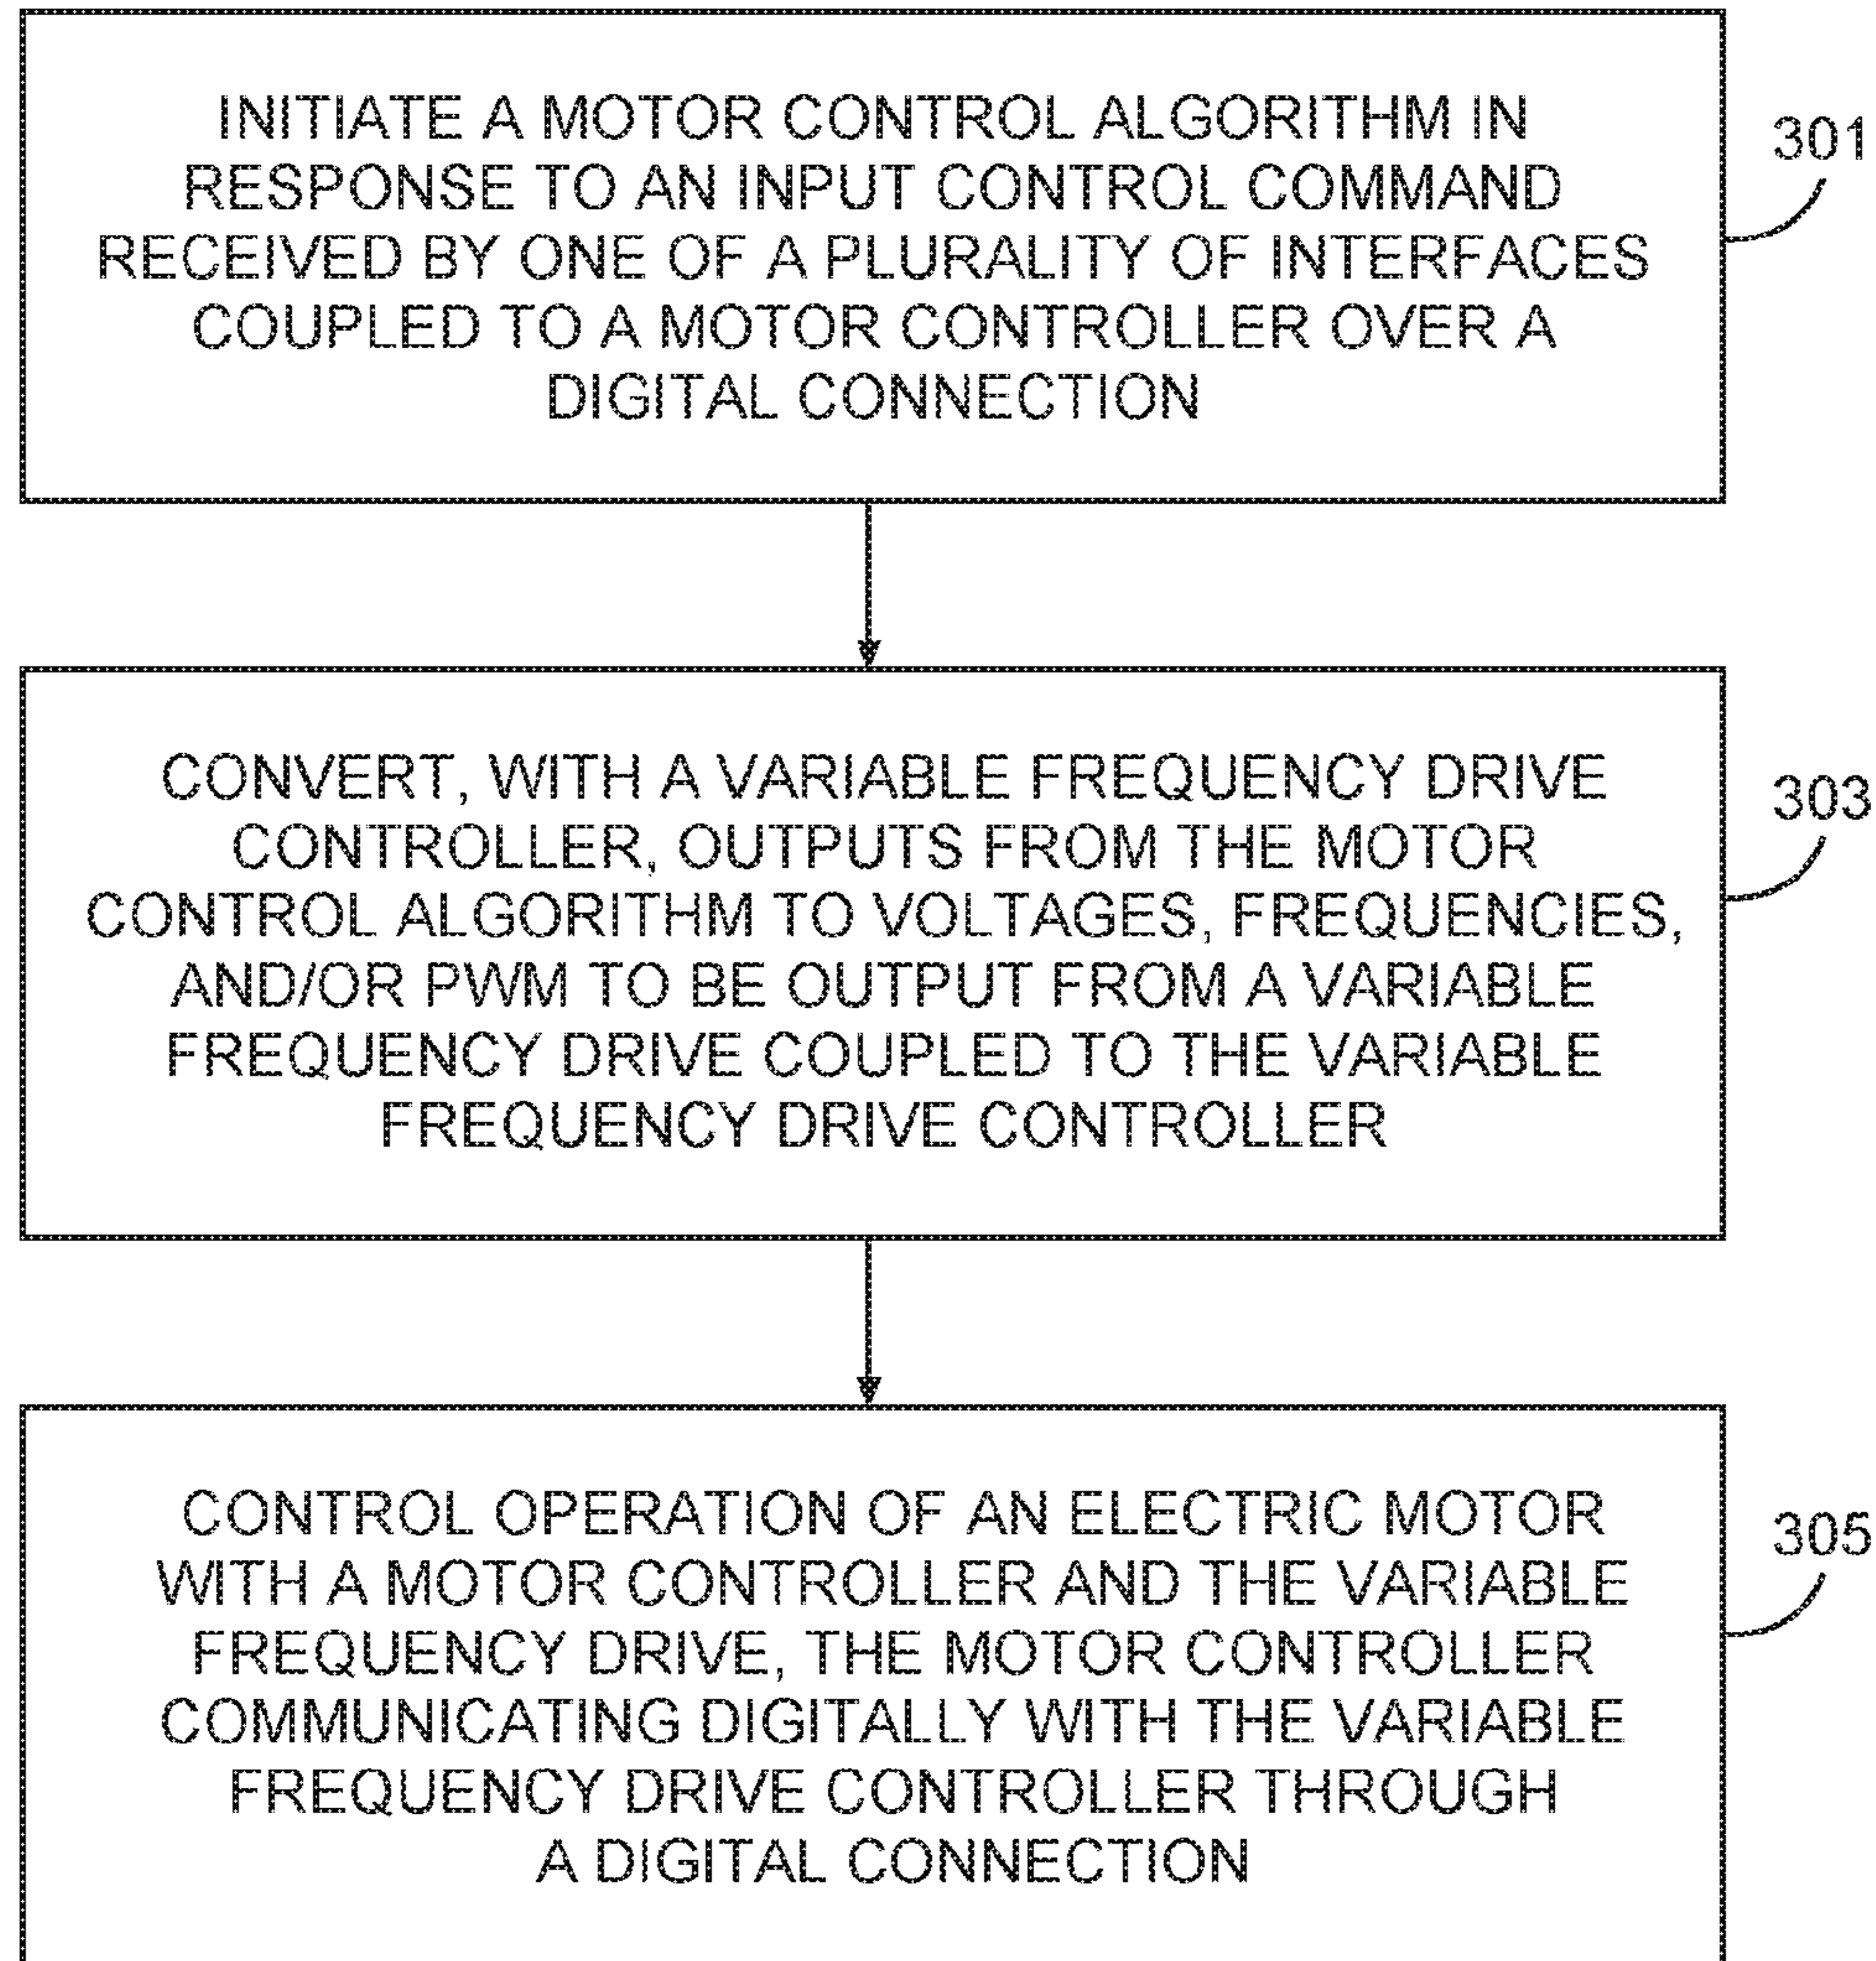 INITIATE A MOTOR CONTROL ALGORITHM IN
RESPONSE TO AN INPUT CONTROL COMMAND
RECEIVED BY ONE OF A PLURALITY OF INTERFACES
COUPLED TO A MOTOR CONTROLLER OVER A
DIGITAL CONNECTION
301
CONVERT, WITH A VARIABLE FREQUENCY DRIVE
CONTROLLER, OUTPUTS FROM THE MOTOR
CONTROL ALGORITHM TO VOLTAGES, FREQUENCIES,
AND/OR PWM TO BE OUTPUT FROM A VARIABLE
FREQUENCY DRIVE COUPLED TO THE VARIABLE
FREQUENCY DRIVE CONTROLLER
303
CONTROL OPERATION OF AN ELECTRIC MOTOR
WITH A MOTOR CONTROLLER AND THE VARIABLE
FREQUENCY DRIVE, THE MOTOR CONTROLLER
COMMUNICATING DIGITALLY WITH THE VARIABLE
FREQUENCY DRIVE CONTROLLER THROUGH
A DIGITAL CONNECTION
305